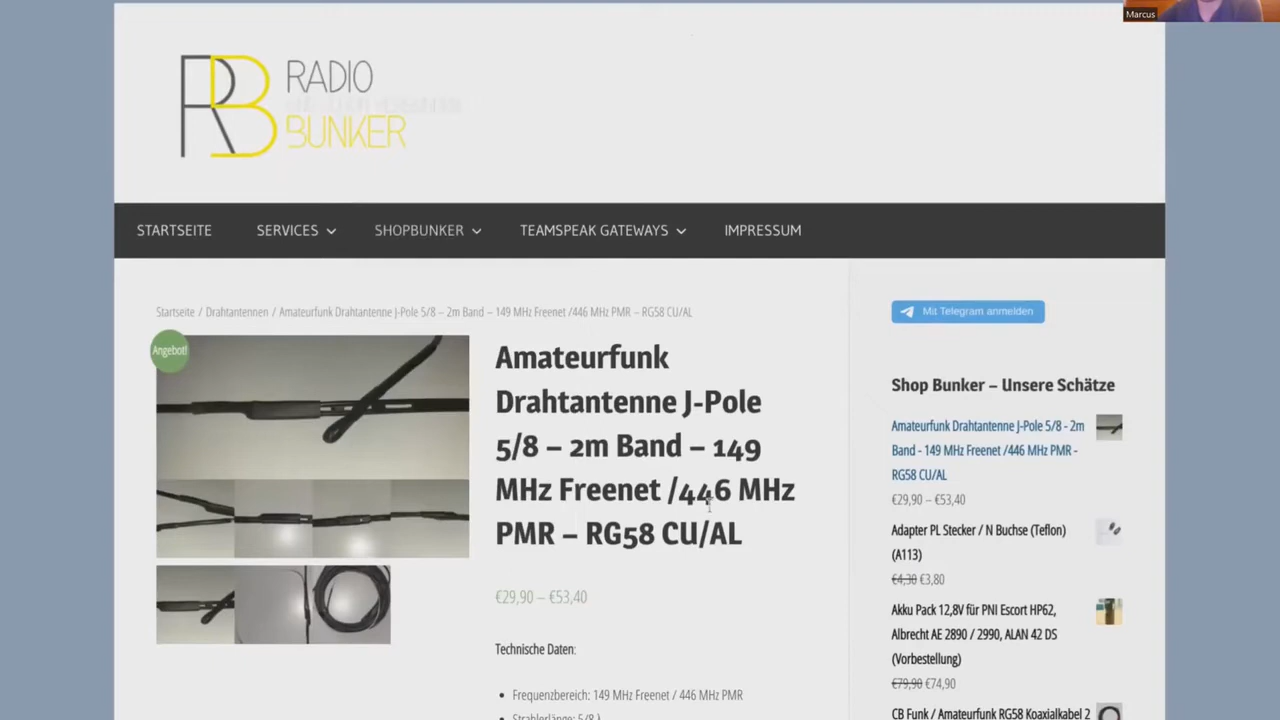 Marcus
RADIO
BUNKER
STARTSEITE
SERVICES
SHOPBUNKER
TEAMSPEAK GATEWAYS
IMPRESSUM
Startseite / Drahtantennen / Amateurfunk Drahtantenne J-Pole 5/8 – 2m Band – 149 MHz Freenet /446 MHz PMR – RG58 CU/AL
Angebot!
Amateurfunk
Drahtantenne J-Pole
5/8 – 2m Band – 149
MHz Freenet /446 MHz
PMR – RG58 CU/AL
€29,90 – €53,40
Technische Daten:
• Frequenzbereich: 149 MHz Freenet / 446 MHz PMR
• Strahlerlänge: 5/8 λ
Mit Telegram anmelden
Shop Bunker – Unsere Schätze
Amateurfunk Drahtantenne J-Pole 5/8 - 2m
Band - 149 MHz Freenet /446 MHz PMR -
RG58 CU/AL
€29,90 – €53,40
Adapter PL Stecker / N Buchse (Teflon)
(A113)
€4,30 €3,80
Akku Pack 12,8V für PNI Escort HP62,
Albrecht AE 2890 / 2990, ALAN 42 DS
(Vorbestellung)
€79,90 €74,90
CB Funk / Amateurfunk RG58 Koaxialkabel 2